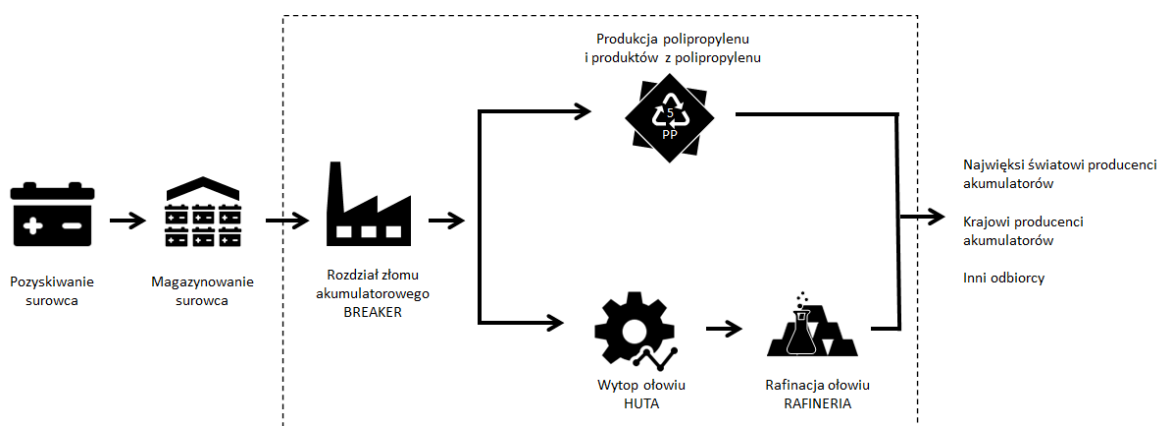 Pozyskiwanie
surowca
Magazynowanie
surowca
Rozdział złomu
akumulatorowego
BREAKER
Produkcja polipropylenu
i produktów z polipropylenu
5
PP
Wytop ołowiu
HUTA
Rafinacja ołowiu
RAFINERIA
Najwięksi światowi producenci
akumulatorów
Krajowi producenci
akumulatorów
Inni odbiorcy